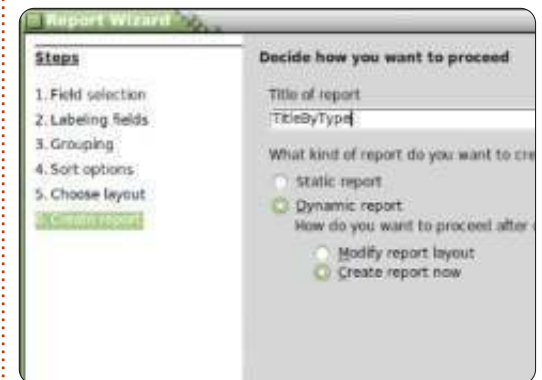 Report Wizard
Steps
1. Field selection
2. Labeling fields
3. Grouping
4. Sort options
5. Choose layout
6. Create report
Decide how you want to proceed
Title of report
TitleByType
What kind of report do you want to cre
Static report
Dynamic report
How do you want to proceed after
Modify report layout
Create report now